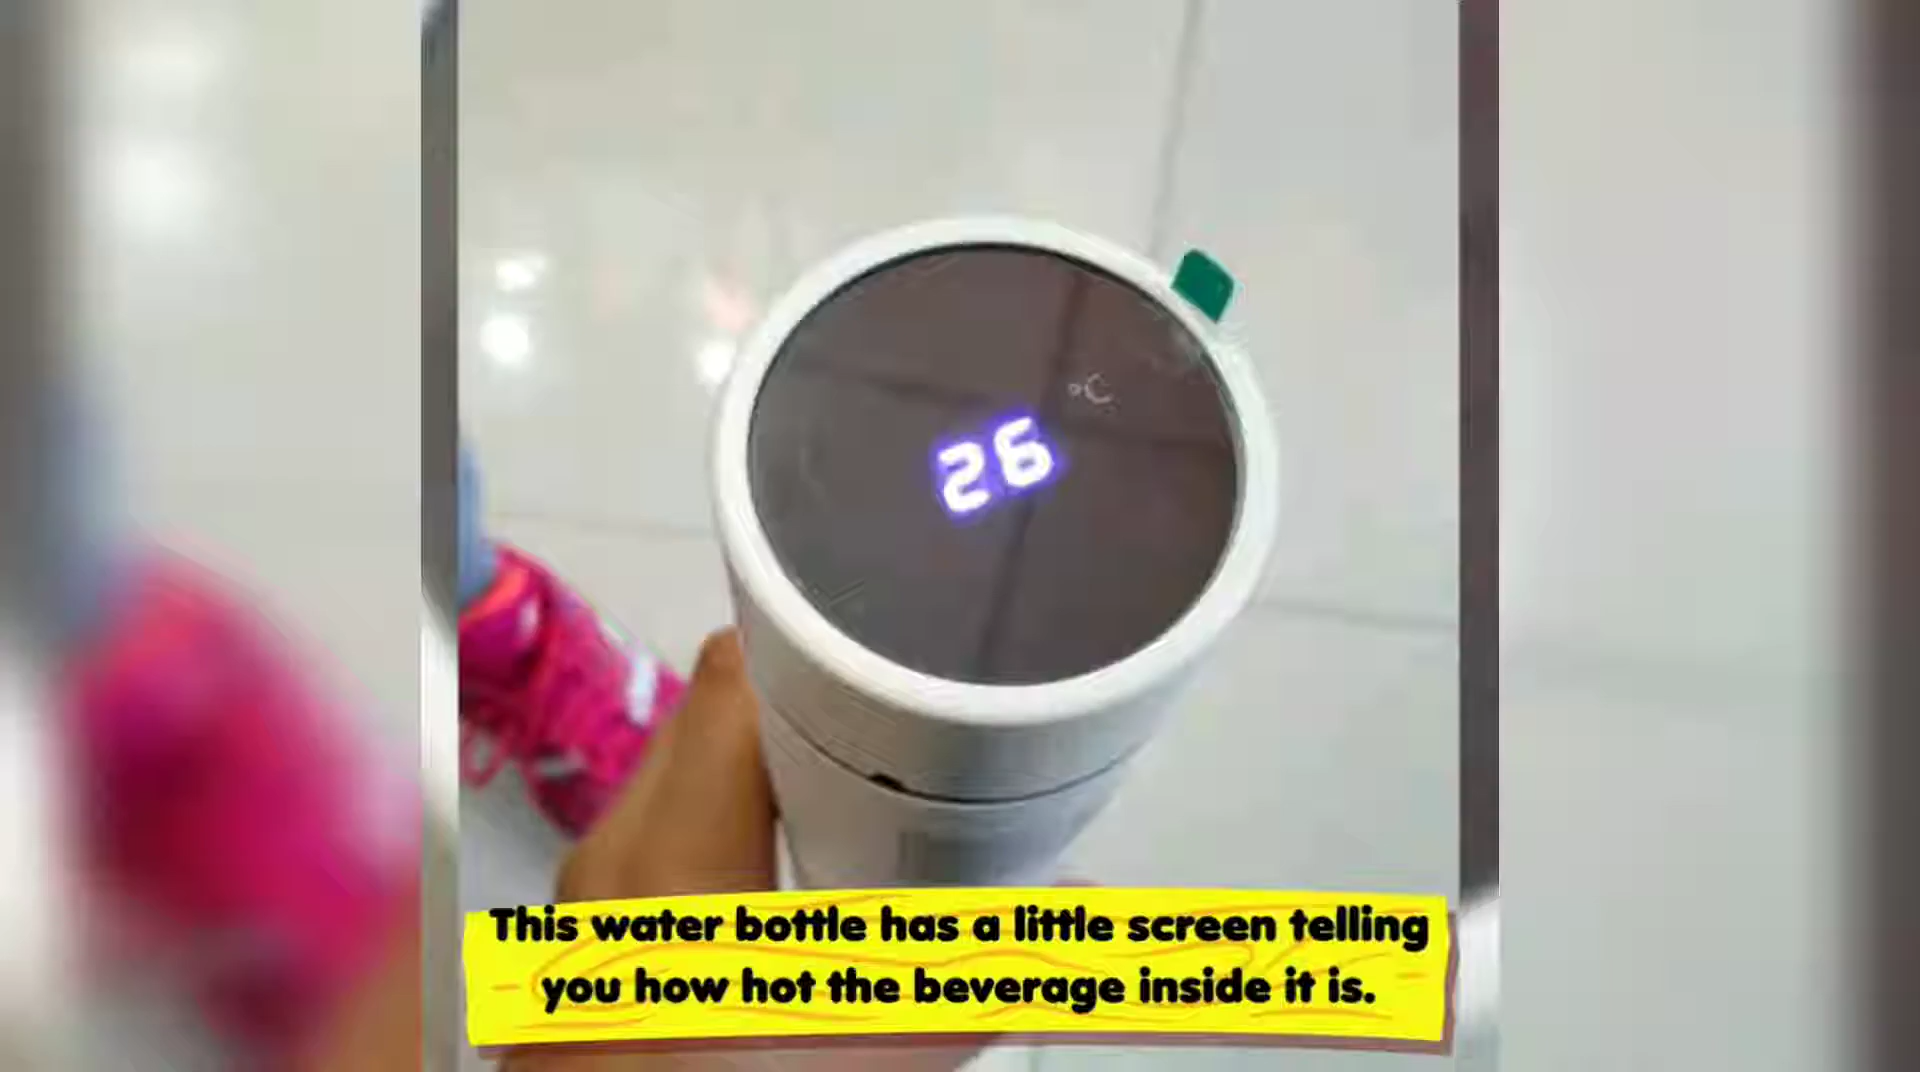 °C
26
This water bottle has a little screen telling
you how hot the beverage inside it is.